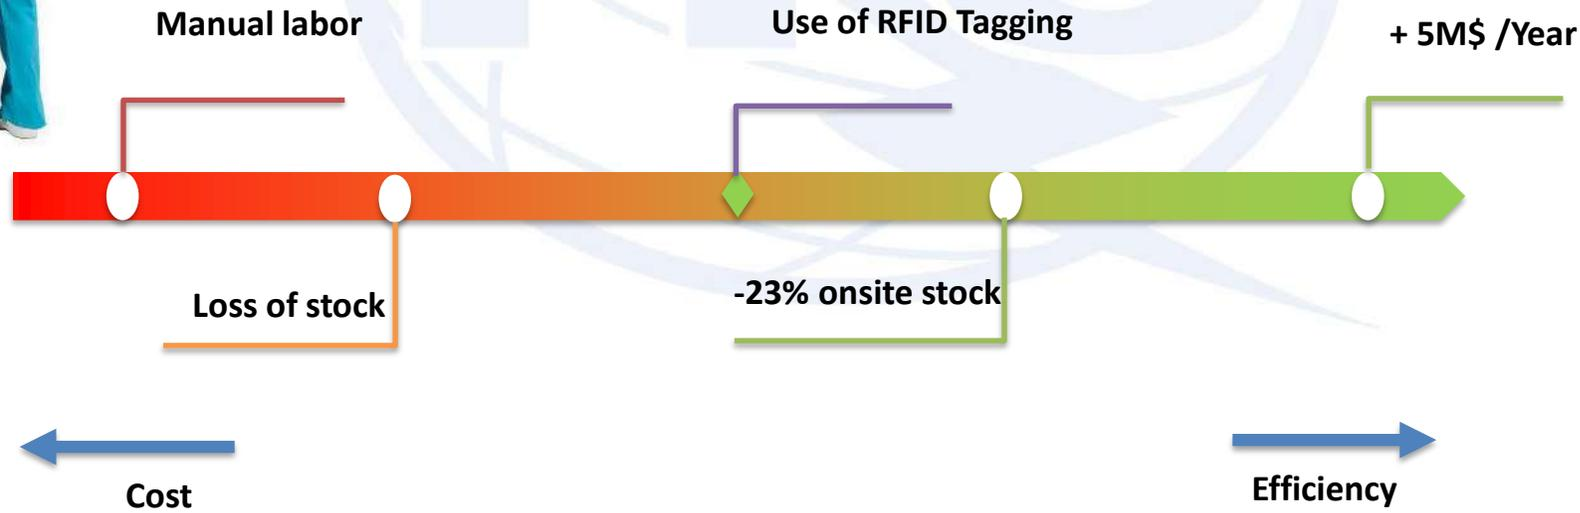 Manual labor
Use of RFID Tagging
+ 5M$ /Year
Loss of stock
-23% onsite stock
Cost
Efficiency